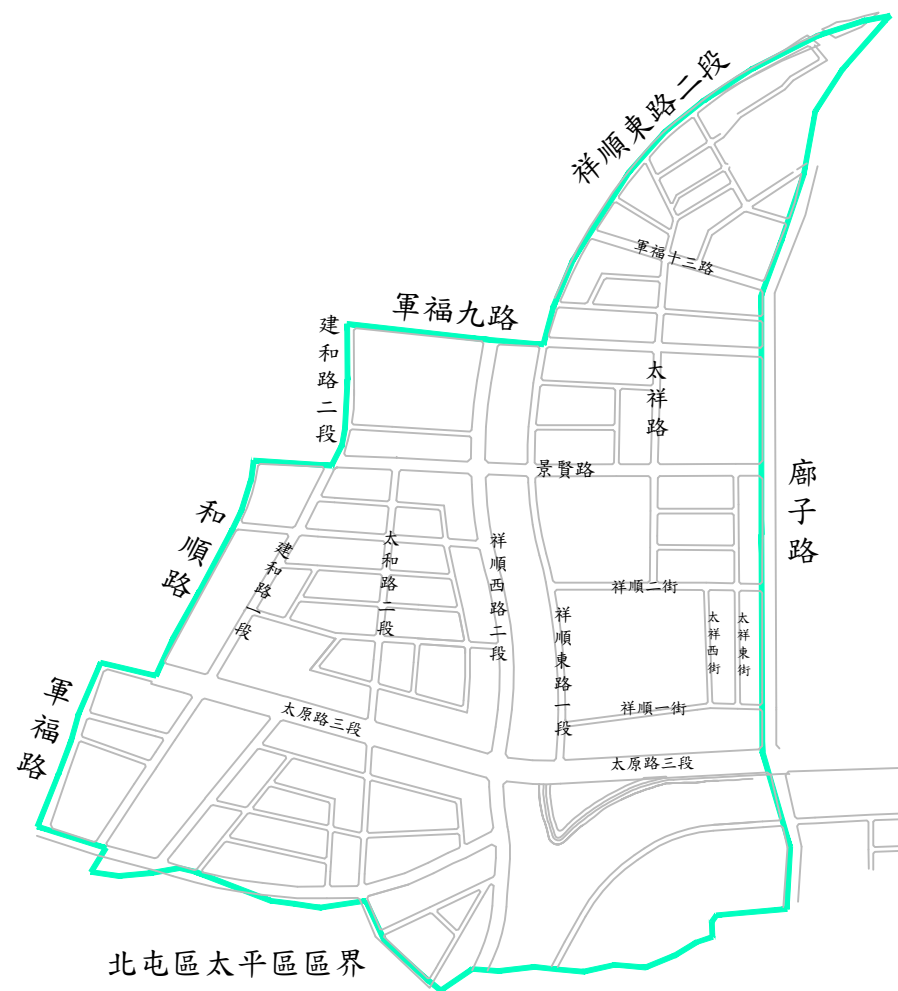 祥順東路二段
軍福十三路
軍福九路
建和路二段
太祥路
景賢路
廍子路
和順路
建和路一段
太和路二段
祥順西路二段
祥順二街
祥順東路一段
太祥西街
太祥東街
軍福路
太原路三段
祥順一街
太原路三段
北屯區太平區區界